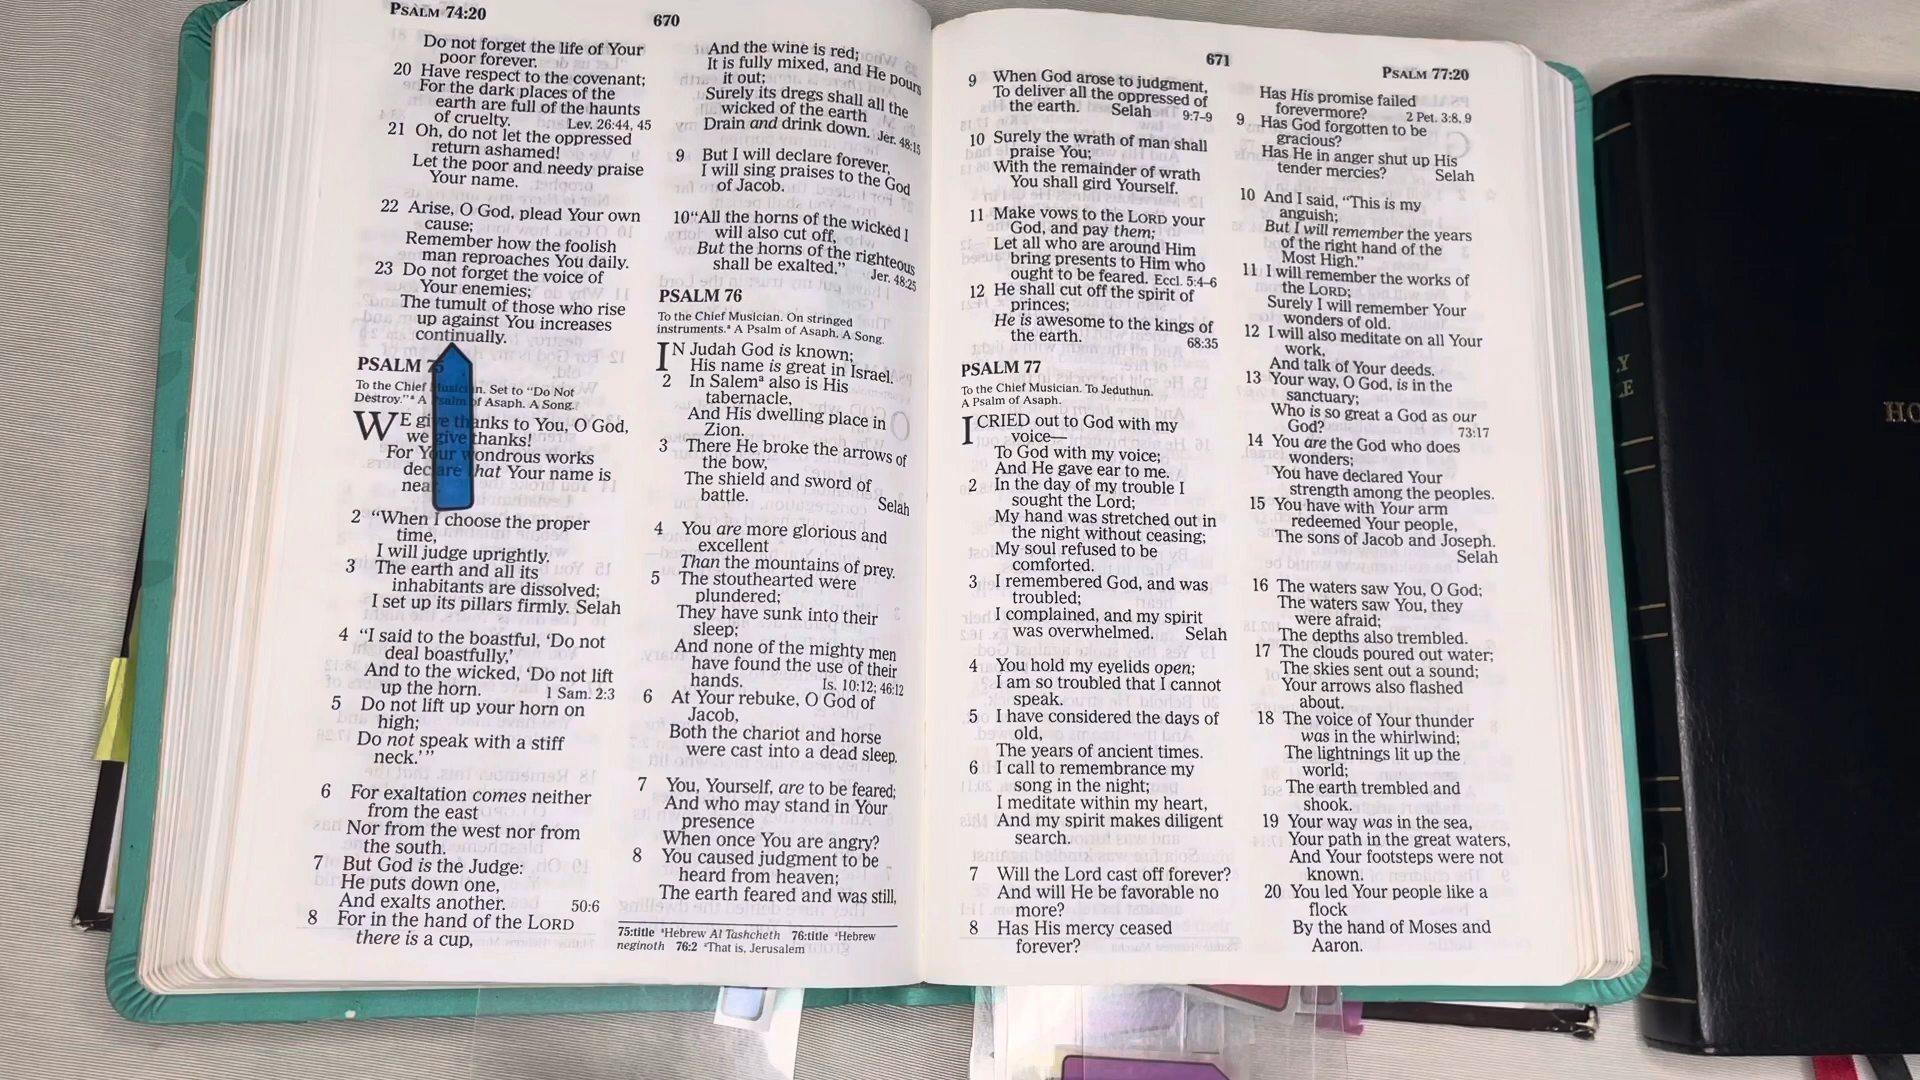 PSALM 74:20
670
Do not forget the life of Your
poor forever.
20 Have respect to the covenant;
For the dark places of the
earth are full of the haunts
of cruelty. Lev. 26:44, 45
21 Oh, do not let the oppressed
return ashamed!
Let the poor and needy praise
Your name.
22 Arise, O God, plead Your own
cause;
Remember how the foolish
man reproaches You daily.
23 Do not forget the voice of
Your enemies;
The tumult of those who rise
up against You increases
continually.
PSALM 75
To the Chief Musician. Set to “Do Not
Destroy.”ª A Psalm of Asaph. A Song.
WE give thanks to You, O God,
we give thanks!
For Your wondrous works
declare that Your name is
near.
2 “When I choose the proper
time,
I will judge uprightly.
3 The earth and all its
inhabitants are dissolved;
I set up its pillars firmly. Selah
4 “I said to the boastful, ‘Do not
deal boastfully,’
And to the wicked, ‘Do not lift
up the horn. 1 Sam. 2:3
5 Do not lift up your horn on
high;
Do not speak with a stiff
neck.’ ”
6 For exaltation comes neither
from the east
Nor from the west nor from
the south.
7 But God is the Judge:
He puts down one,
And exalts another. 50:6
8 For in the hand of the LORD
there is a cup,
And the wine is red;
It is fully mixed, and He pours
it out;
Surely its dregs shall all the
wicked of the earth
Drain and drink down. Jer. 48:15
9 But I will declare forever,
I will sing praises to the God
of Jacob.
10 “All the horns of the wicked I
will also cut off,
But the horns of the righteous
shall be exalted.” Jer. 48:25
PSALM 76
To the Chief Musician. On stringed
instruments.ª A Psalm of Asaph. A Song.
IN Judah God is known;
His name is great in Israel.
2 In Salemª also is His
tabernacle,
And His dwelling place in
Zion.
3 There He broke the arrows of
the bow,
The shield and sword of
battle. Selah
4 You are more glorious and
excellent
Than the mountains of prey.
5 The stouthearted were
plundered;
They have sunk into their
sleep;
And none of the mighty men
have found the use of their
hands. Is. 10:12; 46:12
6 At Your rebuke, O God of
Jacob,
Both the chariot and horse
were cast into a dead sleep.
7 You, Yourself, are to be feared;
And who may stand in Your
presence
When once You are angry?
8 You caused judgment to be
heard from heaven;
The earth feared and was still,
75:title ªHebrew Al Tashcheth 76:title ªHebrew
neginoth 76:2 ªThat is, Jerusalem
671
PSALM 77:20
9 When God arose to judgment,
To deliver all the oppressed of
the earth. Selah 9:7–9
10 Surely the wrath of man shall
praise You;
With the remainder of wrath
You shall gird Yourself.
11 Make vows to the LORD your
God, and pay them;
Let all who are around Him
bring presents to Him who
ought to be feared. Eccl. 5:4–6
12 He shall cut off the spirit of
princes;
He is awesome to the kings of
the earth. 68:35
PSALM 77
To the Chief Musician. To Jeduthun.
A Psalm of Asaph.
I CRIED out to God with my
voice—
To God with my voice;
And He gave ear to me.
2 In the day of my trouble I
sought the Lord;
My hand was stretched out in
the night without ceasing;
My soul refused to be
comforted.
3 I remembered God, and was
troubled;
I complained, and my spirit
was overwhelmed. Selah
4 You hold my eyelids open;
I am so troubled that I cannot
speak.
5 I have considered the days of
old,
The years of ancient times.
6 I call to remembrance my
song in the night;
I meditate within my heart,
And my spirit makes diligent
search.
7 Will the Lord cast off forever?
And will He be favorable no
more?
8 Has His mercy ceased
forever?
Has His promise failed
forevermore? 2 Pet. 3:8, 9
9 Has God forgotten to be
gracious?
Has He in anger shut up His
tender mercies? Selah
10 And I said, “This is my
anguish;
But I will remember the years
of the right hand of the
Most High.”
11 I will remember the works of
the LORD;
Surely I will remember Your
wonders of old.
12 I will also meditate on all Your
work,
And talk of Your deeds.
13 Your way, O God, is in the
sanctuary;
Who is so great a God as our
God? 73:17
14 You are the God who does
wonders;
You have declared Your
strength among the peoples.
15 You have with Your arm
redeemed Your people,
The sons of Jacob and Joseph.
Selah
16 The waters saw You, O God;
The waters saw You, they
were afraid;
The depths also trembled.
17 The clouds poured out water;
The skies sent out a sound;
Your arrows also flashed
about.
18 The voice of Your thunder
was in the whirlwind;
The lightnings lit up the
world;
The earth trembled and
shook.
19 Your way was in the sea,
Your path in the great waters,
And Your footsteps were not
known.
20 You led Your people like a
flock
By the hand of Moses and
Aaron.